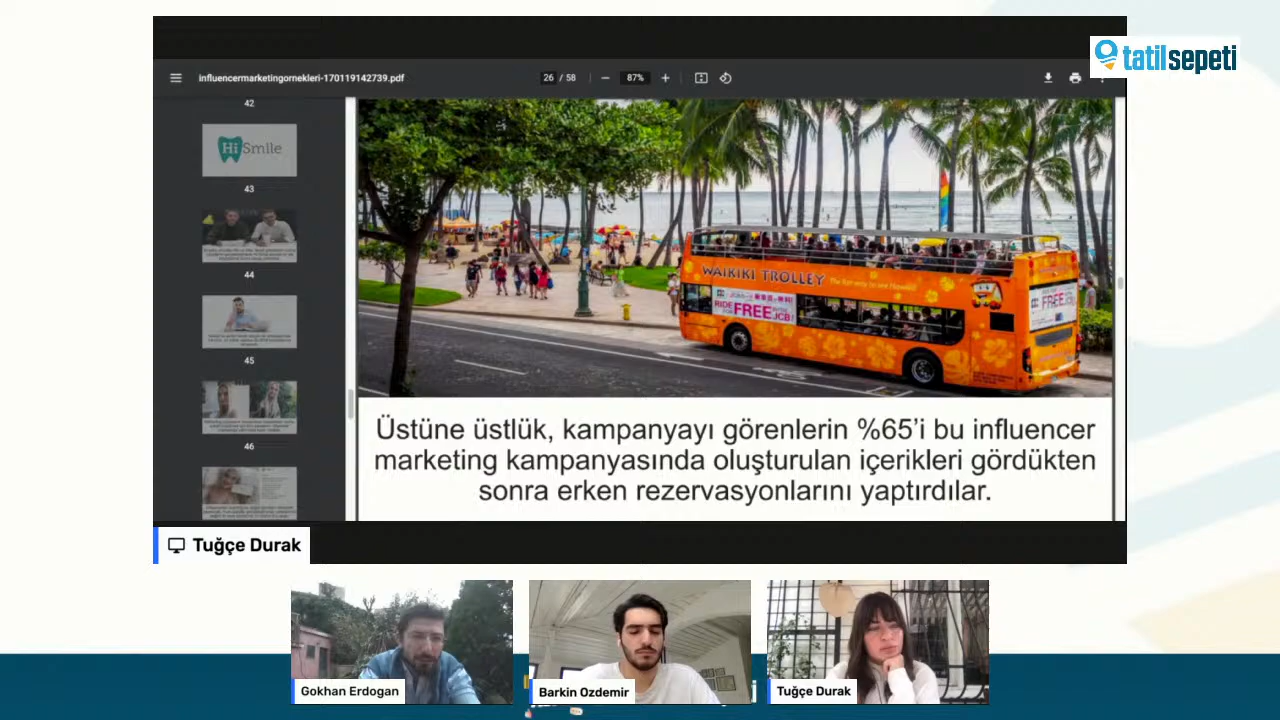 tatilsepeti
influencermarketingornekleri-170119142739.pdf
26 / 58
87%
42
Hi Smile
43
44
45
46
WAIKIKI TROLLEY
RIDE FREE JCB!
FREE
Üstüne üstlük, kampanyayı görenlerin %65’i bu influencer
marketing kampanyasında oluşturulan içerikleri gördükten
sonra erken rezervasyonlarını yaptırdılar.
Tuğçe Durak
Gokhan Erdogan
Barkin Ozdemir
Tuğçe Durak